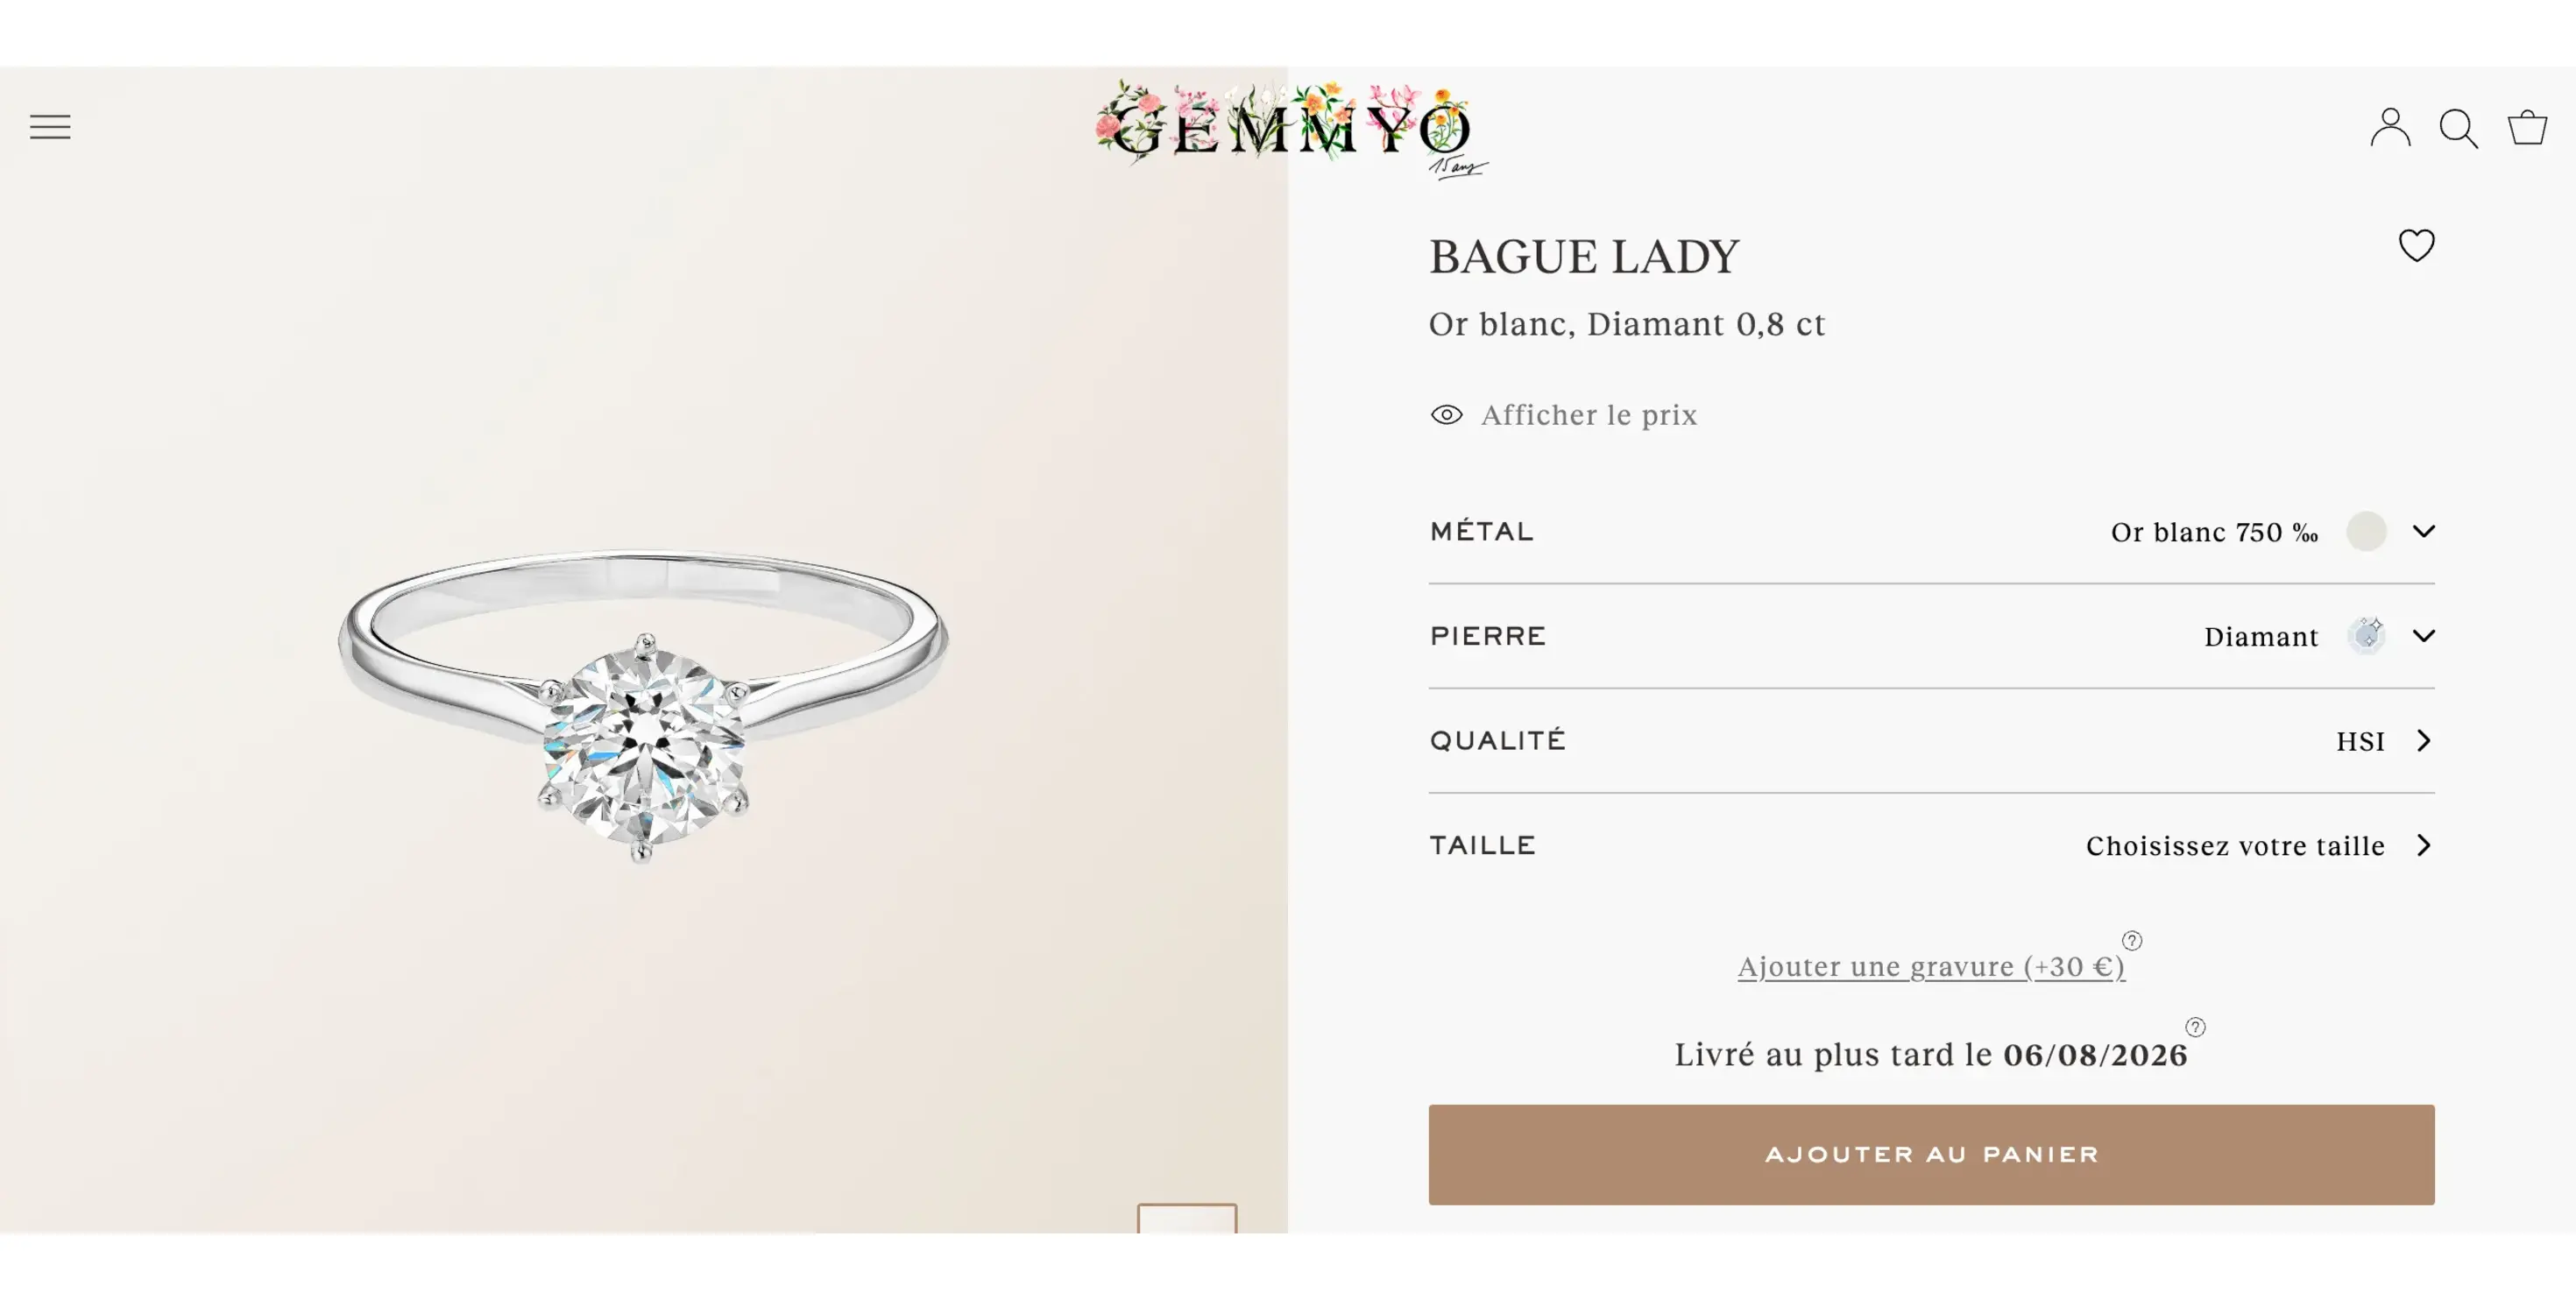 GEMMYO
15 ans
BAGUE LADY
Or blanc, Diamant 0,8 ct
Afficher le prix
MÉTAL Or blanc 750 ‰
PIERRE Diamant
QUALITÉ HSI
TAILLE Choisissez votre taille
Ajouter une gravure (+30 €) ?
Livré au plus tard le 06/08/2026 ?
AJOUTER AU PANIER